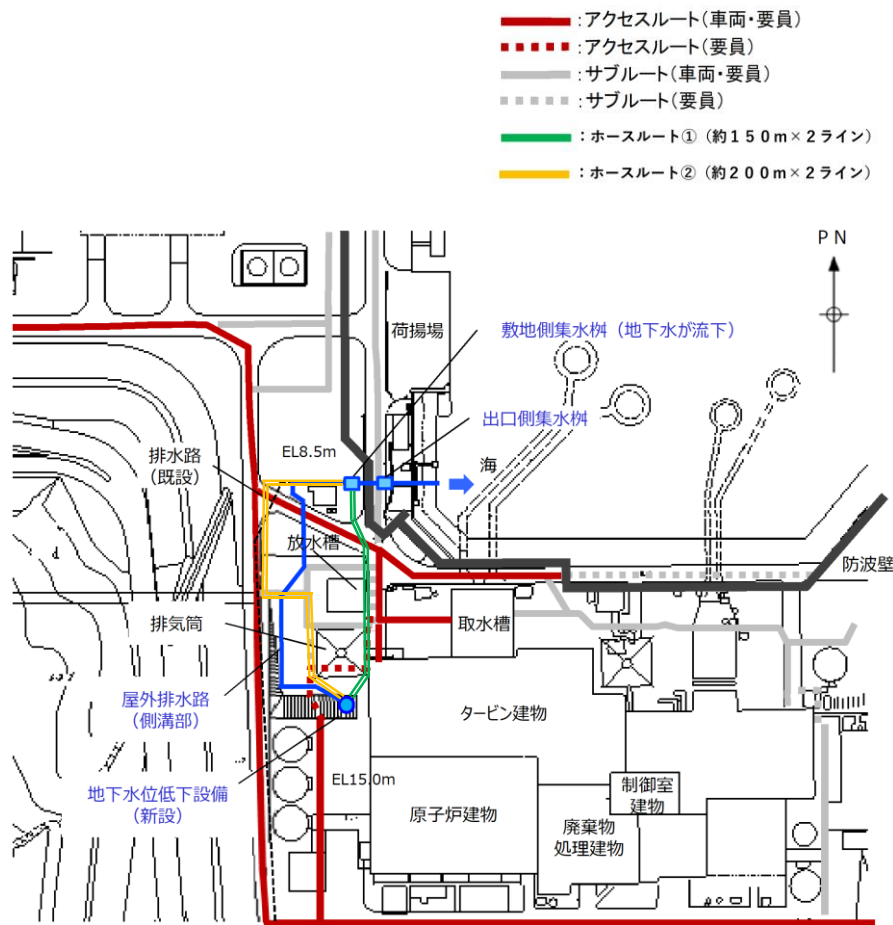 ：アクセスルート（車両・要員）
：アクセスルート（要員）
：サブルート（車両・要員）
：サブルート（要員）
：ホースルート①（約１５０ｍ×２ライン）
：ホースルート②（約２００ｍ×２ライン）
ＰＮ
荷揚場
敷地側集水桝（地下水が流下）
出口側集水桝
EL8.5m
海
排水路
（既設）
放水槽
防波壁
排気筒
取水槽
屋外排水路
（側溝部）
タービン建物
EL15.0m
地下水位低下設備
（新設）
制御室
建物
原子炉建物
廃棄物
処理建物